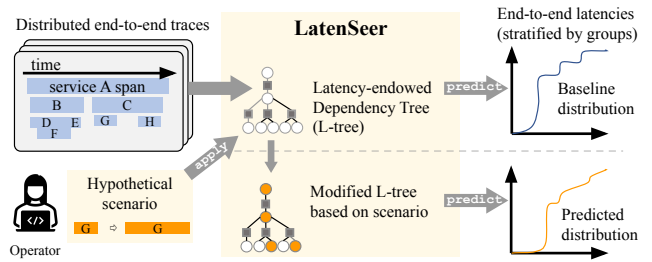 Distributed end-to-end traces
time
service A span
B C
D E G H
F
LatenSeer
Latency-endowed
Dependency Tree
(L-tree)
predict
End-to-end latencies
(stratified by groups)
Baseline
distribution
apply
Hypothetical
scenario
G ⇨ G
Operator
Modified L-tree
based on scenario
predict
Predicted
distribution